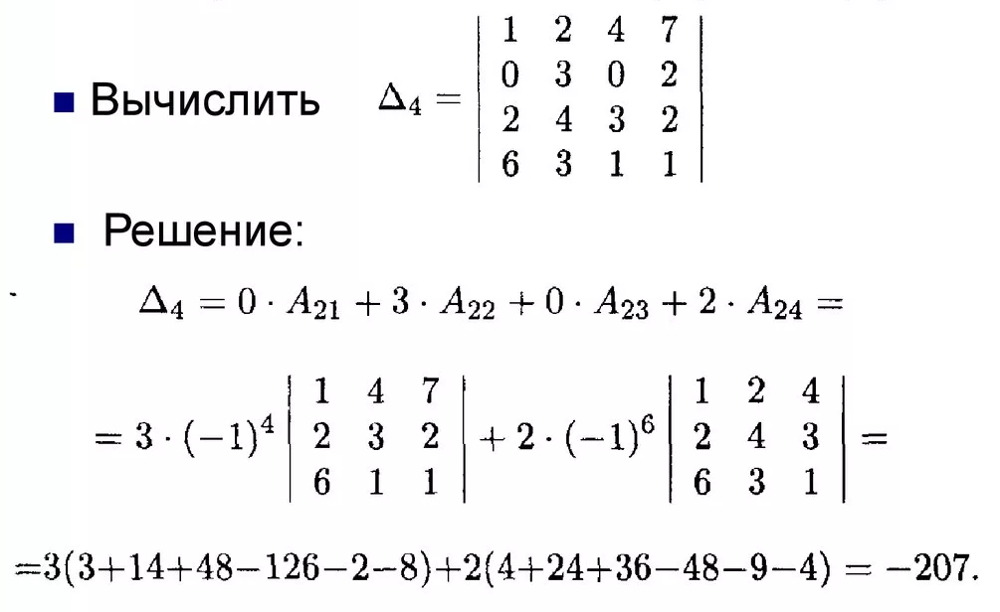 Вычислить Δ₄ = | 1 2 4 7 |
| 0 3 0 2 |
| 2 4 3 2 |
| 6 3 1 1 |
Решение:
Δ₄ = 0 · A₂₁ + 3 · A₂₂ + 0 · A₂₃ + 2 · A₂₄ =
= 3 · (−1)⁴ | 1 4 7 | + 2 · (−1)⁶ | 1 2 4 | =
| 2 3 2 | | 2 4 3 |
| 6 1 1 | | 6 3 1 |
=3(3+14+48−126−2−8)+2(4+24+36−48−9−4) = −207.